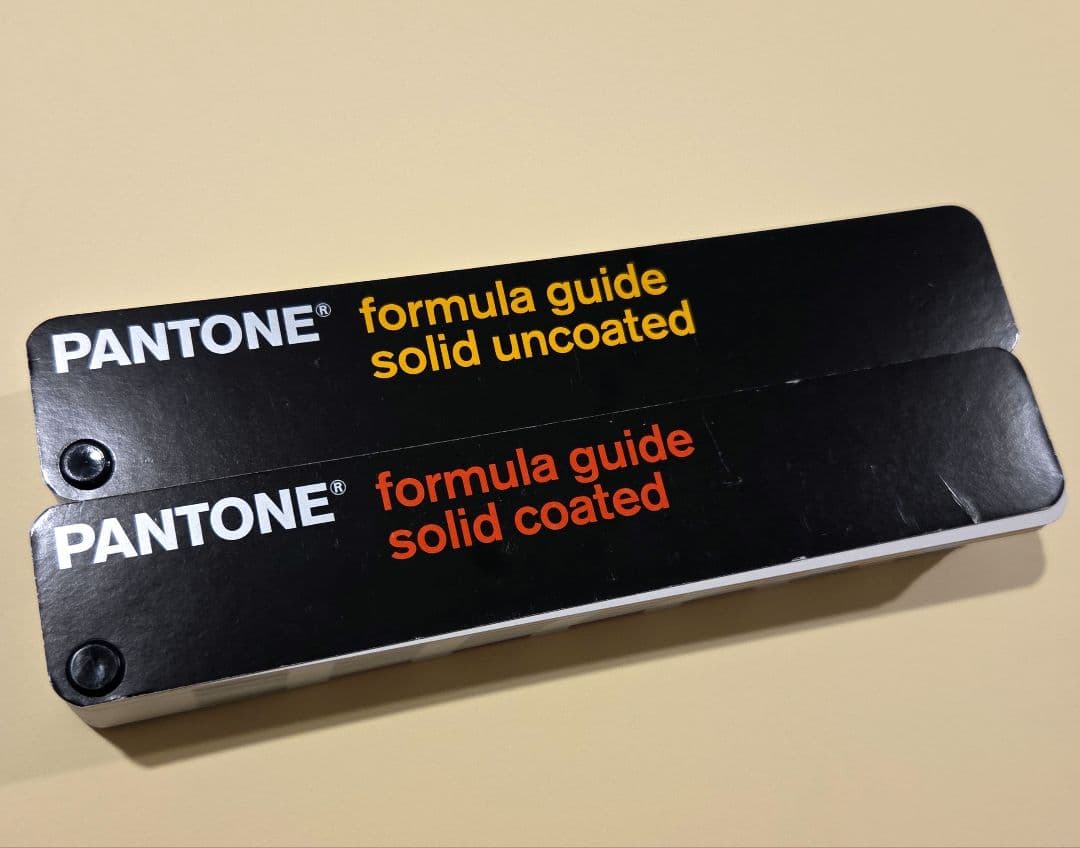 PANTONE® formula guide
solid uncoated
PANTONE® formula guide
solid coated